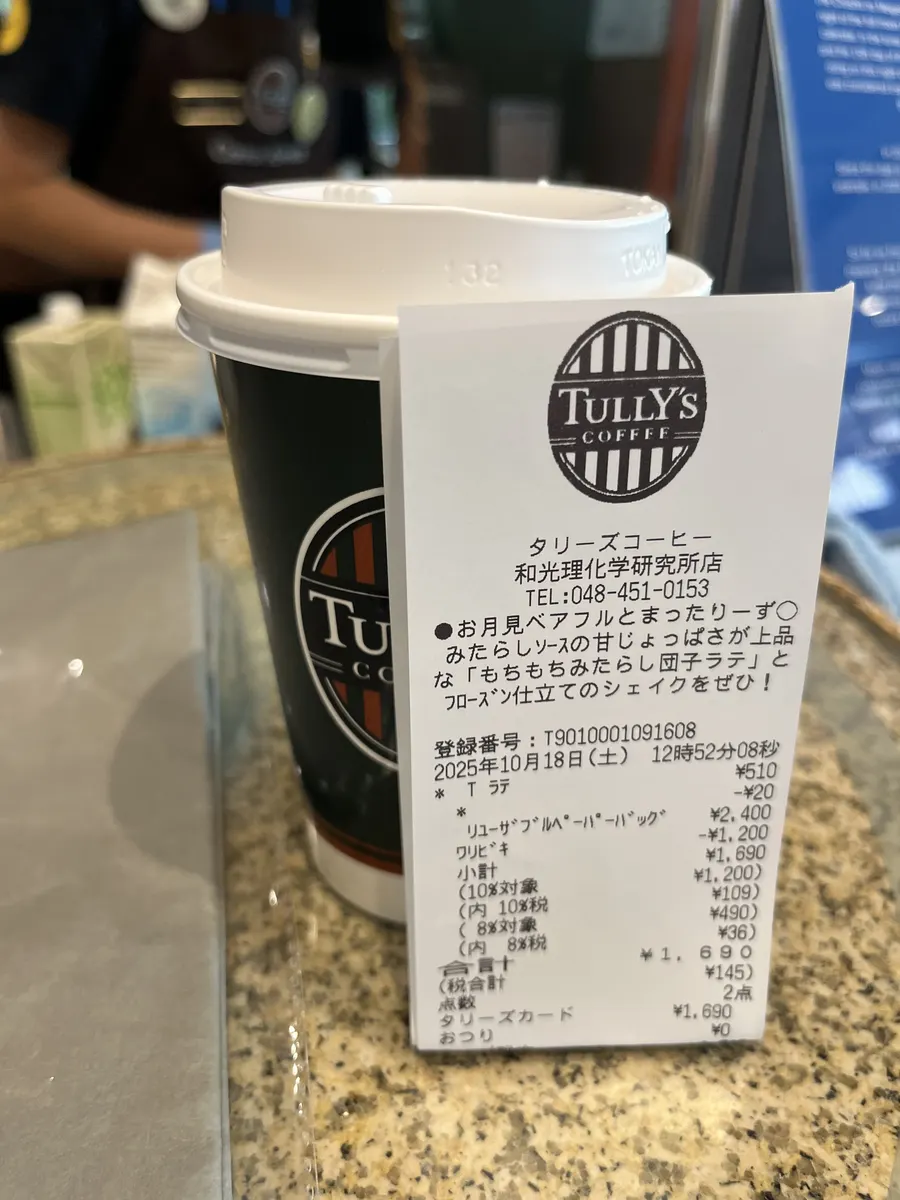 132
TU
CO
TULLY'S
COFFEE
タリーズコーヒー
和光理化学研究所店
TEL:048-451-0153
●お月見ベアフルとまったりーず○
みたらしソースの甘じょっぱさが上品
な「もちもちみたらし団子ラテ」と
フローズン仕立てのシェイクをぜひ!
登録番号:T9010001091608
2025年10月18日(土) 12時52分08秒
* T ラテ ¥510
* -¥20
リユーザブルペーパーバッグ ¥2,400
ワリビキ -¥1,200
小計 ¥1,690
(10%対象 ¥1,200)
(内 10%税 ¥109)
( 8%対象 ¥490)
(内 8%税 ¥36)
合計 ¥1,690
(税合計 ¥145)
点数 2点
タリーズカード ¥1,690
おつり ¥0